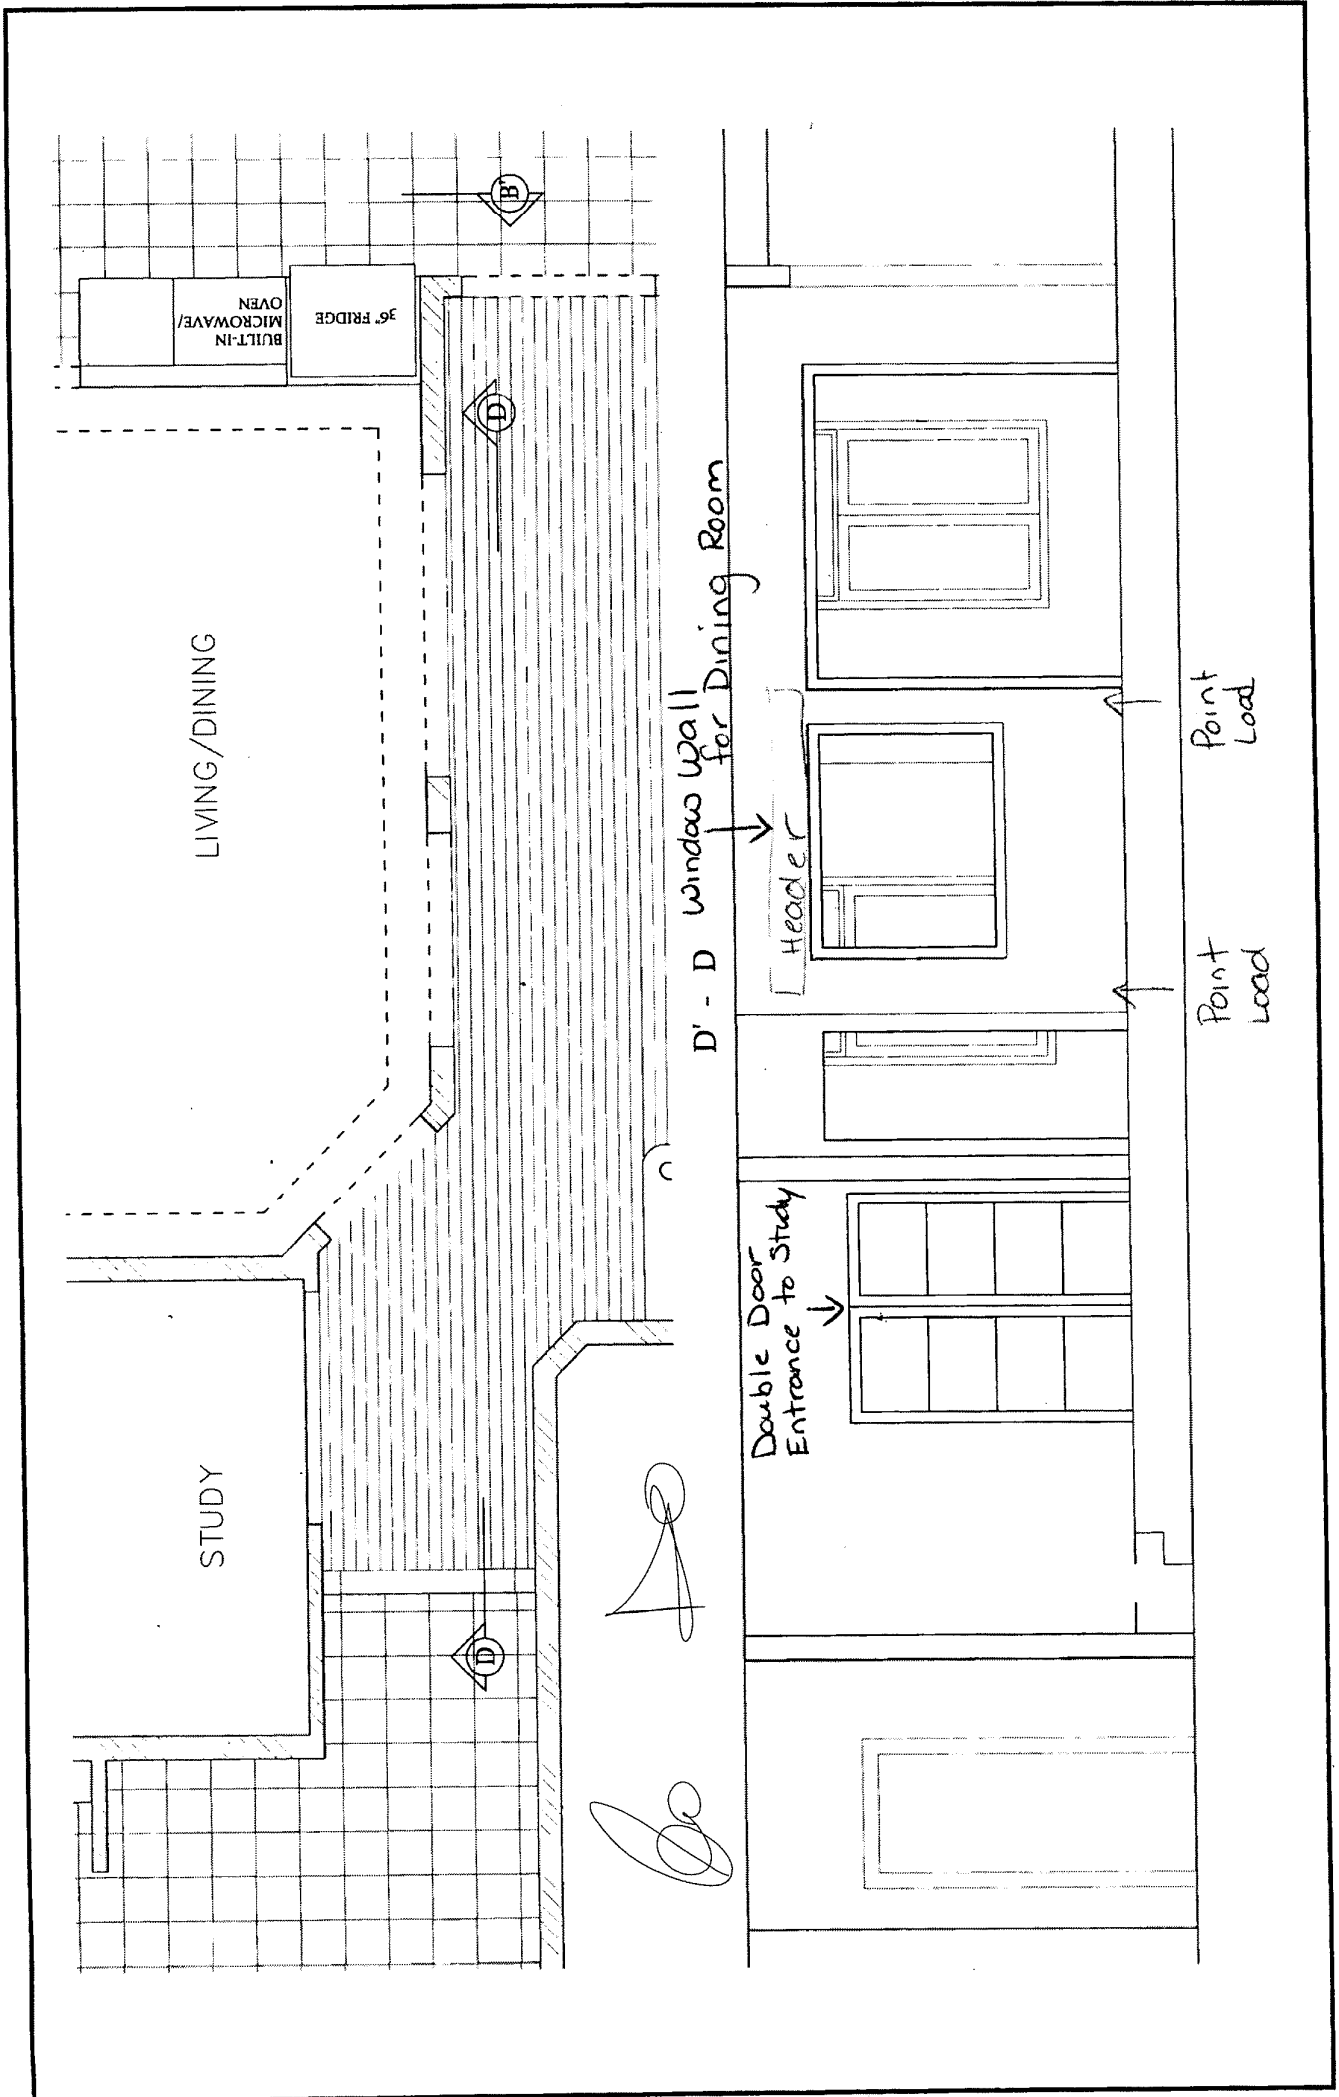 STUDY
LIVING/DINING
BUILT-IN
MICROWAVE/
OVEN
36" FRIDGE
D
D
B'
D' - D
Window Wall
for Dining Room
Header
Double Door
Entrance to Study
Point
Load
Point
Load